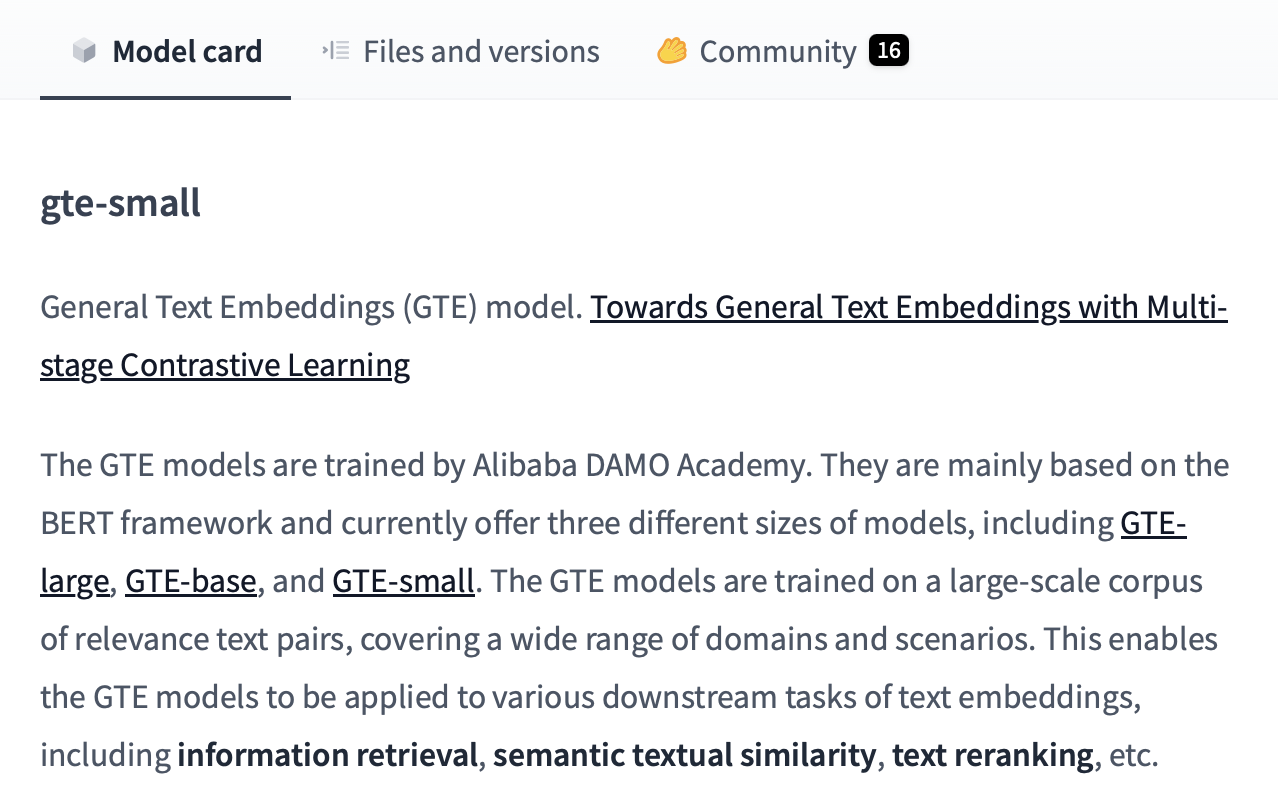 Model card
Files and versions
Community 16
gte-small
General Text Embeddings (GTE) model. Towards General Text Embeddings with Multi-
stage Contrastive Learning
The GTE models are trained by Alibaba DAMO Academy. They are mainly based on the
BERT framework and currently offer three different sizes of models, including GTE-
large, GTE-base, and GTE-small. The GTE models are trained on a large-scale corpus
of relevance text pairs, covering a wide range of domains and scenarios. This enables
the GTE models to be applied to various downstream tasks of text embeddings,
including information retrieval, semantic textual similarity, text reranking, etc.